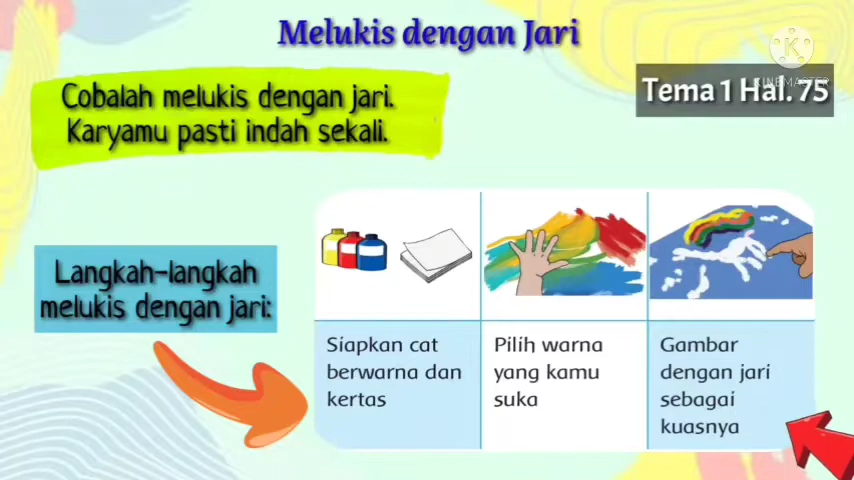 Melukis dengan Jari
KINEMASTER
Tema 1 Hal. 75
Cobalah melukis dengan jari.
Karyamu pasti indah sekali.
Langkah-langkah
melukis dengan jari:
Siapkan cat
berwarna dan
kertas
Pilih warna
yang kamu
suka
Gambar
dengan jari
sebagai
kuasnya